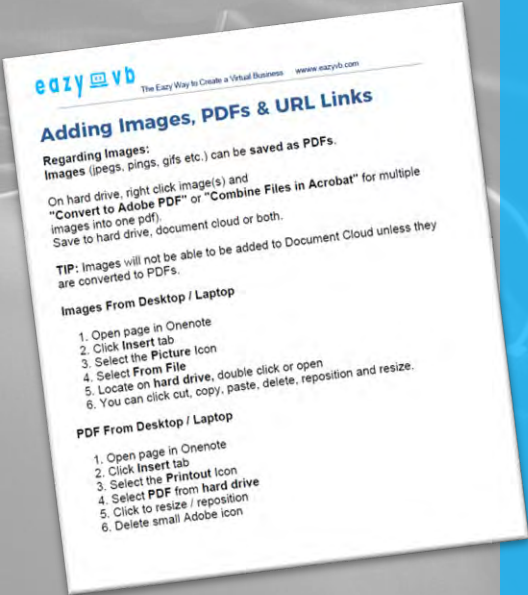 eazy vb The Eazy Way to Create a Virtual Business wwww.eazyvb.com
Adding Images, PDFs & URL Links
Regarding Images:
Images (jpegs, pings, gifs etc.) can be saved as PDFs.
On hard drive, right click image(s) and
"Convert to Adobe PDF" or "Combine Files in Acrobat" for multiple
images into one pdf).
Save to hard drive, document cloud or both.
TIP: Images will not be able to be added to Document Cloud unless they
are converted to PDFs.
Images From Desktop / Laptop
1. Open page in Onenote
2. Click Insert tab
3. Select the Picture Icon
4. Select From File
5. Locate on hard drive, double click or open
6. You can click cut, copy, paste, delete, reposition and resize.
PDF From Desktop / Laptop
1. Open page in Onenote
2. Click Insert tab
3. Select the Printout Icon
4. Select PDF from hard drive
5. Click to resize / reposition
6. Delete small Adobe icon